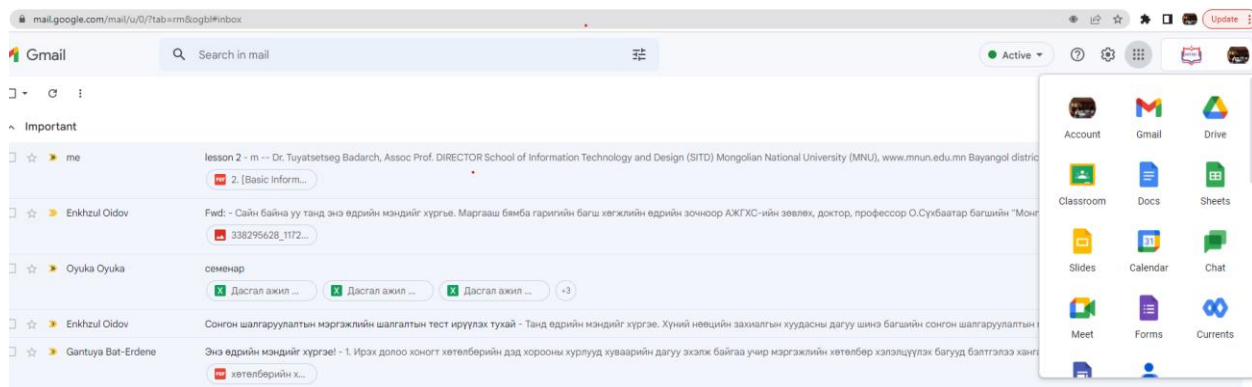 mail.google.com/mail/u/0/?tab=rm&ogbl#inbox
Update
Gmail
Search in mail
Active
Important
me
lesson 2 - m -- Dr. Tuyatsetseg Badarch, Assoc Prof. DIRECTOR School of Information Technology and Design (SITD) Mongolian National University (MNU), www.mnun.edu.mn Bayangol distric
PDF 2. [Basic Inform...
Enkhzul Oidov
Fwd: - Сайн байна уу танд энэ өдрийн мэндийг хүргье. Маргааш бямба гаригийн багш хөгжлийн өдрийн зочноор АЖГХС-ийн зөвлөх, доктор, профессор О.Сүхбаатар багшийн "Монг
338295628_1172...
Oyuka Oyuka
семенар
X Дасгал ажил ...
X Дасгал ажил ...
X Дасгал ажил ...
+3
Enkhzul Oidov
Сонгон шалгаруулалтын мэргэжлийн шалгалтын тест ирүүлэх тухай - Танд өдрийн мэндийг хүргэе. Хүний нөөцийн захиалгын хуудасны дагуу шинэ багшийн сонгон шалгаруулалтын
Gantuya Bat-Erdene
Энэ өдрийн мэндийг хүргэе! - 1. Ирэх долоо хоногт хөтөлбөрийн дэд хорооны хурлууд хуваарийн дагуу эхэлж байгаа учир мэргэжлийн хөтөлбөр хэлэлцүүлэх багууд бэлтгэлээ ханга
PDF хөтөлбөрийн х...
Account
Gmail
Drive
Classroom
Docs
Sheets
Slides
31
Calendar
Chat
Meet
Forms
Currents